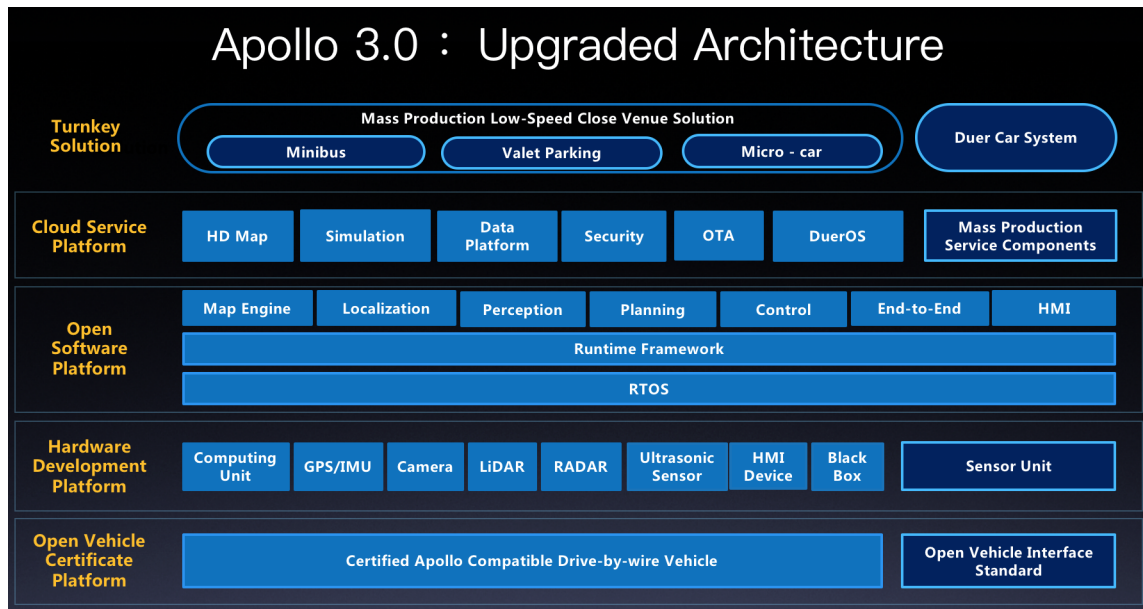 Apollo 3.0 : Upgraded Architecture
Turnkey
Solution
Mass Production Low-Speed Close Venue Solution
Minibus
Valet Parking
Micro - car
Duer Car System
Cloud Service
Platform
HD Map
Simulation
Data
Platform
Security
OTA
DuerOS
Mass Production
Service Components
Open
Software
Platform
Map Engine
Localization
Perception
Planning
Control
End-to-End
HMI
Runtime Framework
RTOS
Hardware
Development
Platform
Computing
Unit
GPS/IMU
Camera
LiDAR
RADAR
Ultrasonic
Sensor
HMI
Device
Black
Box
Sensor Unit
Open Vehicle
Certificate
Platform
Certified Apollo Compatible Drive-by-wire Vehicle
Open Vehicle Interface
Standard